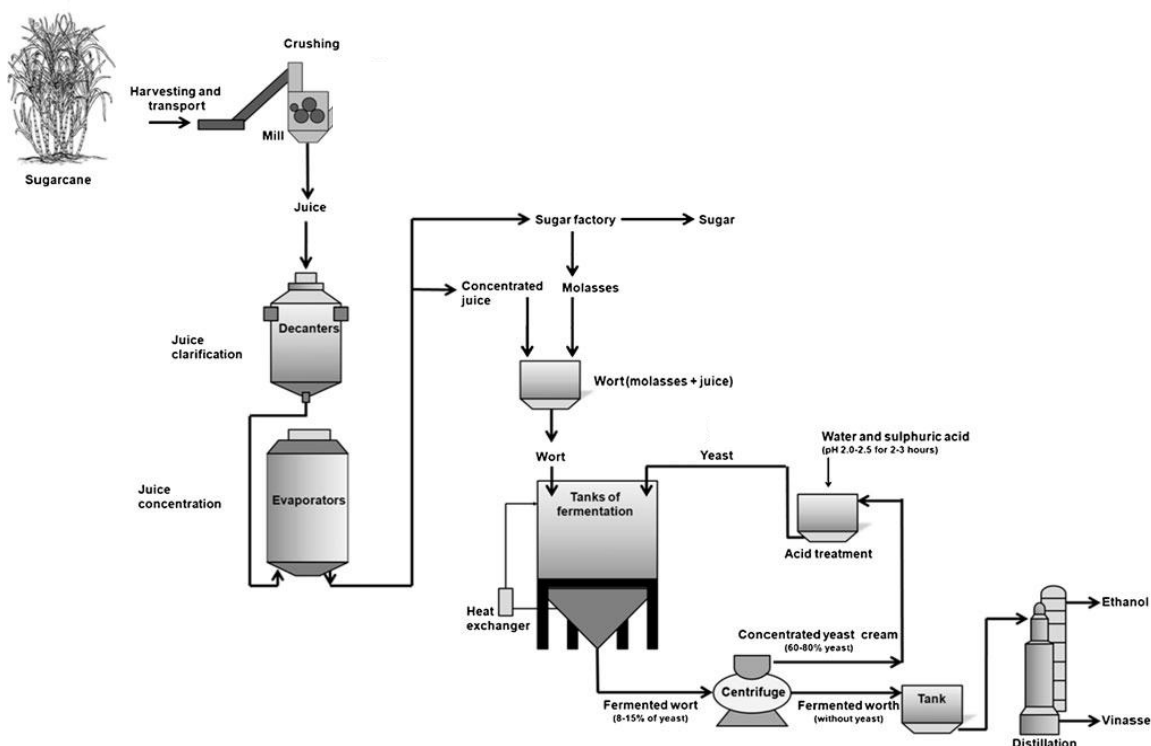 Crushing
Harvesting and
transport
Mill
Sugarcane
Juice
Sugar factory
Sugar
Concentrated
juice
Molasses
Decanters
Juice
clarification
Wort(molasses + juice)
Water and sulphuric acid
(pH 2.0-2.5 for 2-3 hours)
Wort
Yeast
Juice
concentration
Evaporators
Tanks of
fermentation
Acid treatment
Heat
exchanger
Ethanol
Concentrated yeast cream
(60-80% yeast)
Centrifuge
Fermented wort
(8-15% of yeast)
Fermented worth
(without yeast)
Tank
Vinasse
Distillation